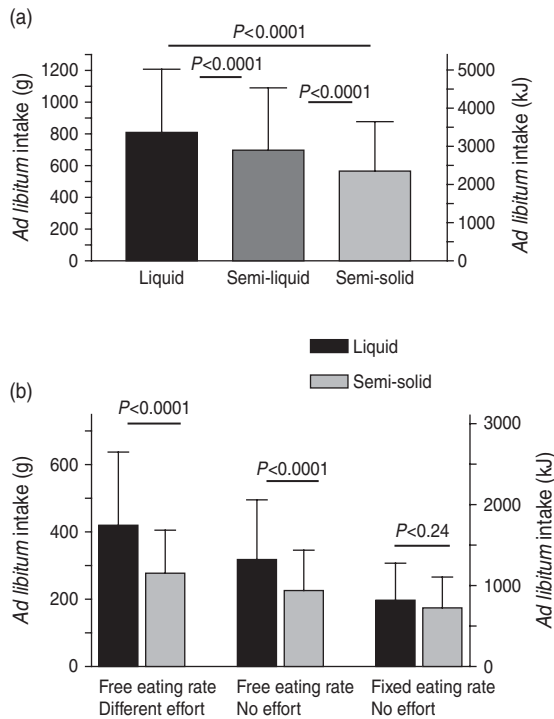 (a)
P<0.0001
P<0.0001
P<0.0001
1200
1000
800
600
400
200
0
Ad libitum intake (g)
5000
4000
3000
2000
1000
0
Ad libitum intake (kJ)
Liquid Semi-liquid Semi-solid
Liquid
Semi-solid
(b)
P<0.0001
P<0.0001
P<0.24
600
400
200
0
Ad libitum intake (g)
3000
2000
1000
0
Ad libitum intake (kJ)
Free eating rate Free eating rate Fixed eating rate,
Different effort No effort No effort